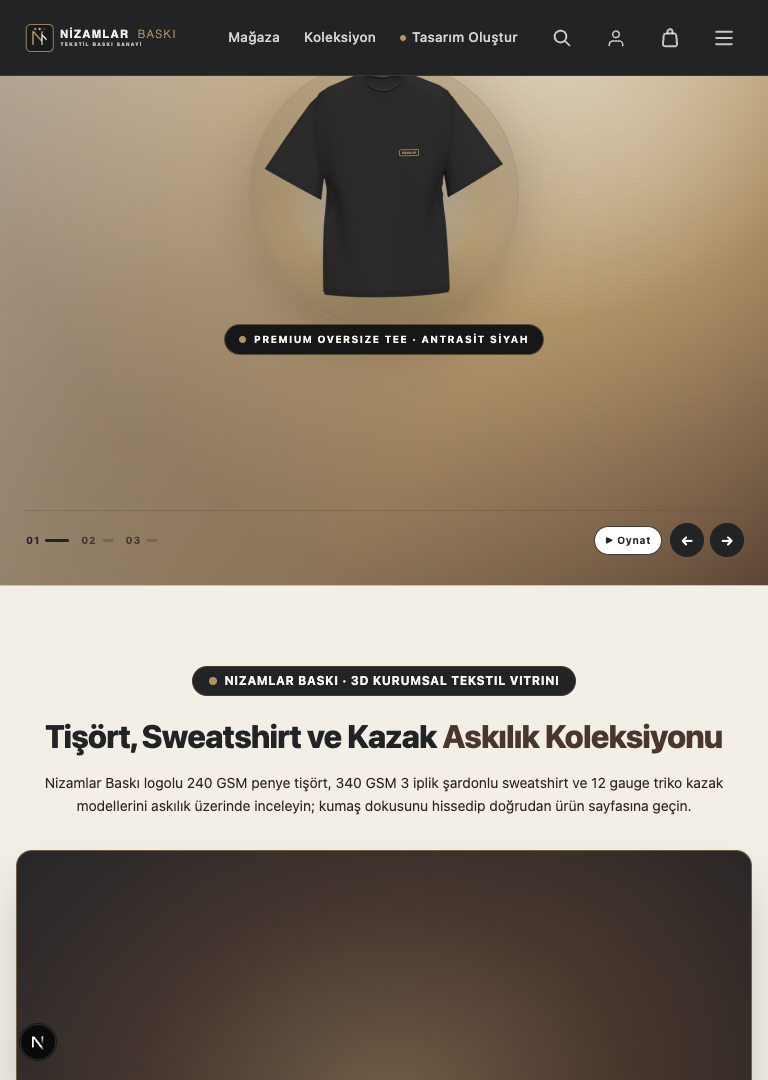 NİZAMLAR BASKI
TEKSTİL BASKI SANAYİ
Mağaza
Koleksiyon
Tasarım Oluştur
PREMIUM OVERSIZE TEE · ANTRASİT SİYAH
01
02
03
Oynat
NIZAMLAR BASKI · 3D KURUMSAL TEKSTIL VITRINI
Tişört, Sweatshirt ve Kazak Askılık Koleksiyonu
Nizamlar Baskı logolu 240 GSM penye tişört, 340 GSM 3 iplik şardonlu sweatshirt ve 12 gauge triko kazak
modellerini askılık üzerinde inceleyin; kumaş dokusunu hissedip doğrudan ürün sayfasına geçin.